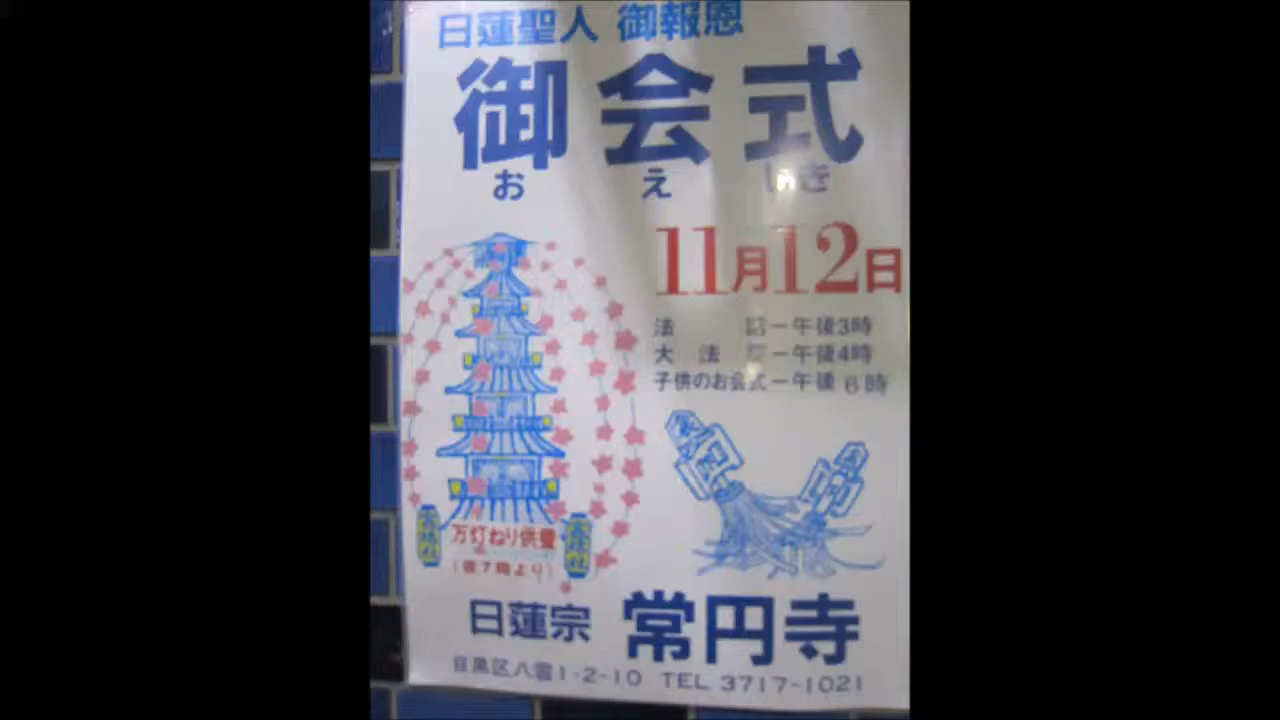 日蓮聖人 御報恩
御会式
お え しき
11月12日
法 話ー午後3時
大 法 要ー午後4時
子供のお会式ー午後6時
万灯ねり供養
(夜7時より)
日蓮宗 常円寺
目黒区八雲1-2-10 TEL 3717-1021